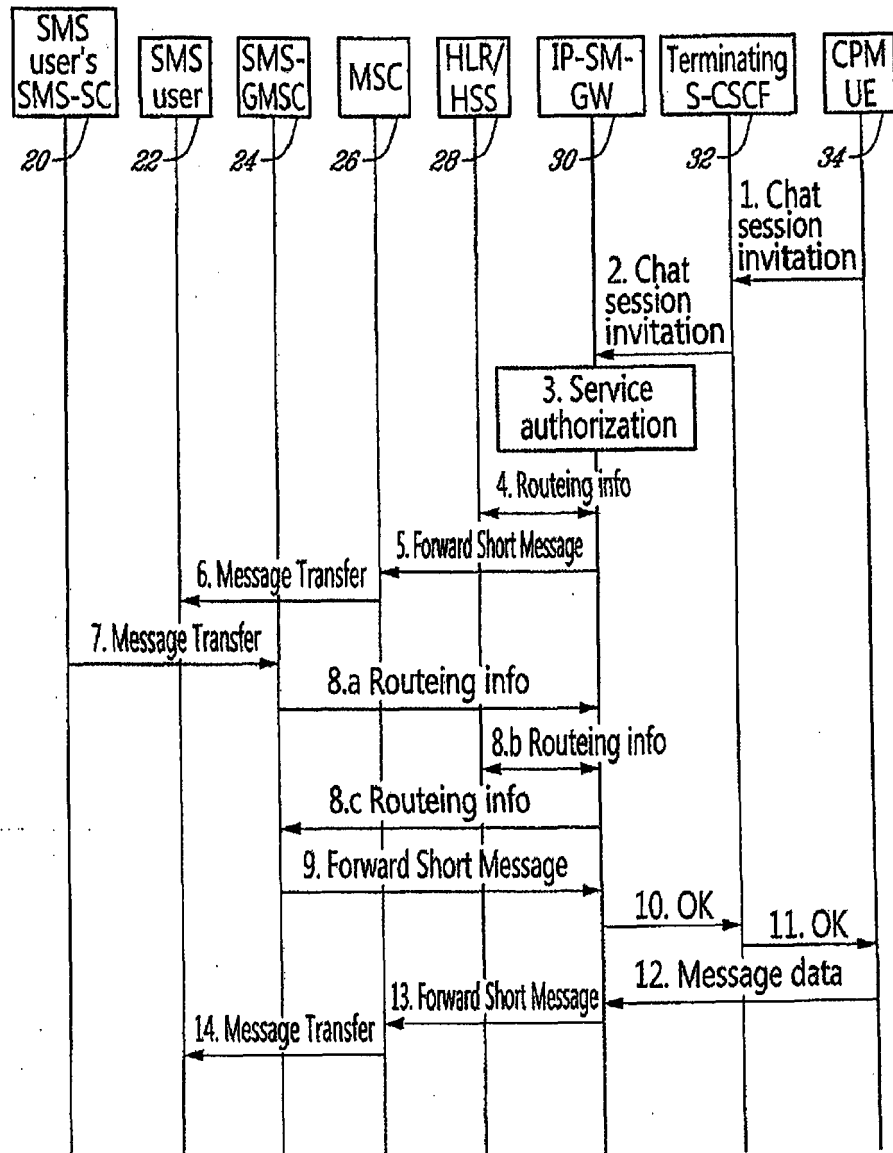 SMS
user's
SMS-SC
SMS
user
SMS-
GMSC
MSC
HLR/
HSS
IP-SM-
GW
Terminating
S-CSCF
CPM
UE
20
22
24
26
28
30
32
34
1. Chat
session
invitation
2. Chat
session
invitation
3. Service
authorization
4. Routeing info
5. Forward Short Message
6. Message Transfer
7. Message Transfer
8.a Routeing info
8.b Routeing info
8.c Routeing info
9. Forward Short Message
10. OK
11. OK
12. Message data
13. Forward Short Message
14. Message Transfer